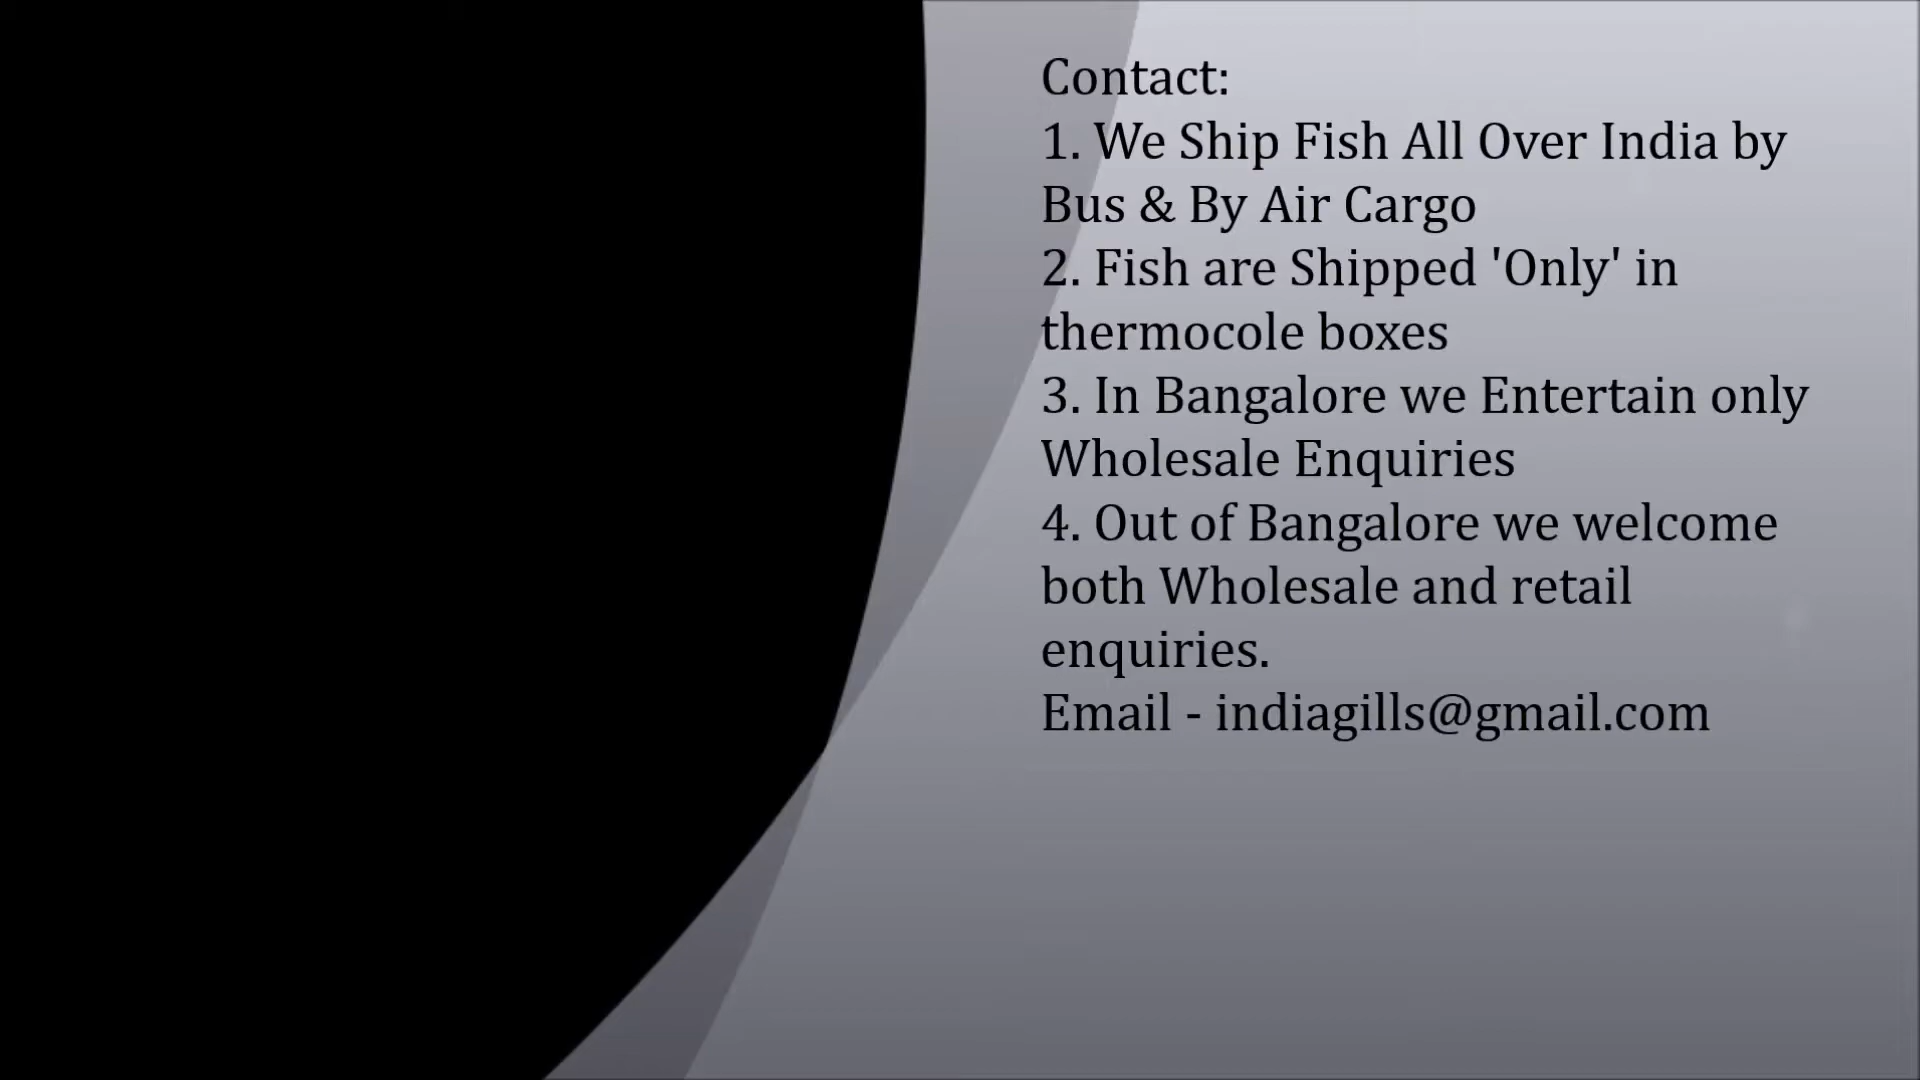 Contact:
1. We Ship Fish All Over India by
Bus & By Air Cargo
2. Fish are Shipped 'Only' in
thermocole boxes
3. In Bangalore we Entertain only
Wholesale Enquiries
4. Out of Bangalore we welcome
both Wholesale and retail
enquiries.
Email - indiagills@gmail.com